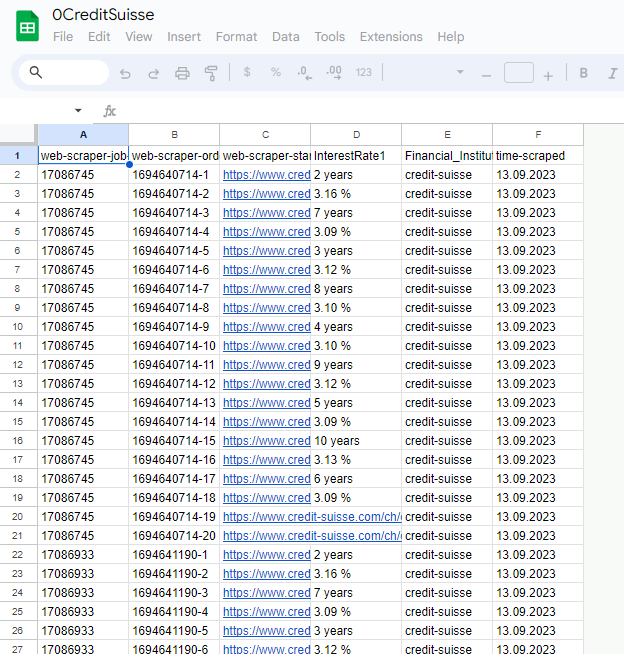 0CreditSuisse
File Edit View Insert Format Data Tools Extensions Help
$ % .0 .00 123 B I
fx
A B C D E F
1 web-scraper-job- web-scraper-ord web-scraper-star InterestRate1 Financial_Institut time-scraped
2 17086745 1694640714-1 https://www.cred 2 years credit-suisse 13.09.2023
3 17086745 1694640714-2 https://www.cred 3.16 % credit-suisse 13.09.2023
4 17086745 1694640714-3 https://www.cred 7 years credit-suisse 13.09.2023
5 17086745 1694640714-4 https://www.cred 3.09 % credit-suisse 13.09.2023
6 17086745 1694640714-5 https://www.cred 3 years credit-suisse 13.09.2023
7 17086745 1694640714-6 https://www.cred 3.12 % credit-suisse 13.09.2023
8 17086745 1694640714-7 https://www.cred 8 years credit-suisse 13.09.2023
9 17086745 1694640714-8 https://www.cred 3.10 % credit-suisse 13.09.2023
10 17086745 1694640714-9 https://www.cred 4 years credit-suisse 13.09.2023
11 17086745 1694640714-10 https://www.cred 3.10 % credit-suisse 13.09.2023
12 17086745 1694640714-11 https://www.cred 9 years credit-suisse 13.09.2023
13 17086745 1694640714-12 https://www.cred 3.12 % credit-suisse 13.09.2023
14 17086745 1694640714-13 https://www.cred 5 years credit-suisse 13.09.2023
15 17086745 1694640714-14 https://www.cred 3.09 % credit-suisse 13.09.2023
16 17086745 1694640714-15 https://www.cred 10 years credit-suisse 13.09.2023
17 17086745 1694640714-16 https://www.cred 3.13 % credit-suisse 13.09.2023
18 17086745 1694640714-17 https://www.cred 6 years credit-suisse 13.09.2023
19 17086745 1694640714-18 https://www.cred 3.09 % credit-suisse 13.09.2023
20 17086745 1694640714-19 https://www.credit-suisse.com/ch/ credit-suisse 13.09.2023
21 17086745 1694640714-20 https://www.credit-suisse.com/ch/ credit-suisse 13.09.2023
22 17086933 1694641190-1 https://www.cred 2 years credit-suisse 13.09.2023
23 17086933 1694641190-2 https://www.cred 3.16 % credit-suisse 13.09.2023
24 17086933 1694641190-3 https://www.cred 7 years credit-suisse 13.09.2023
25 17086933 1694641190-4 https://www.cred 3.09 % credit-suisse 13.09.2023
26 17086933 1694641190-5 https://www.cred 3 years credit-suisse 13.09.2023
27 17086933 1694641190-6 https://www.cred 3.12 % credit-suisse 13.09.2023